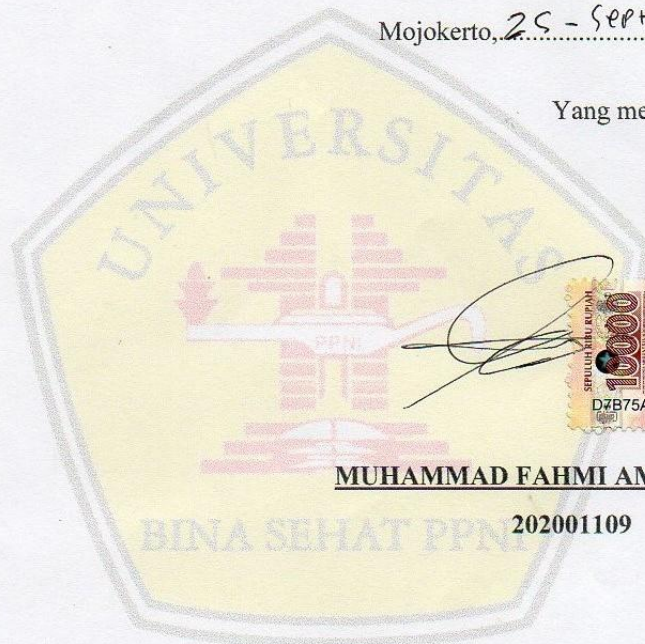 Mojokerto, 25 - Sept
Yang me
UNIVERSITAS
SEPULUH RIBU RUPIAH
10000
D7B75A
PPNI
MUHAMMAD FAHMI AM
202001109
BINA SEHAT PPNI